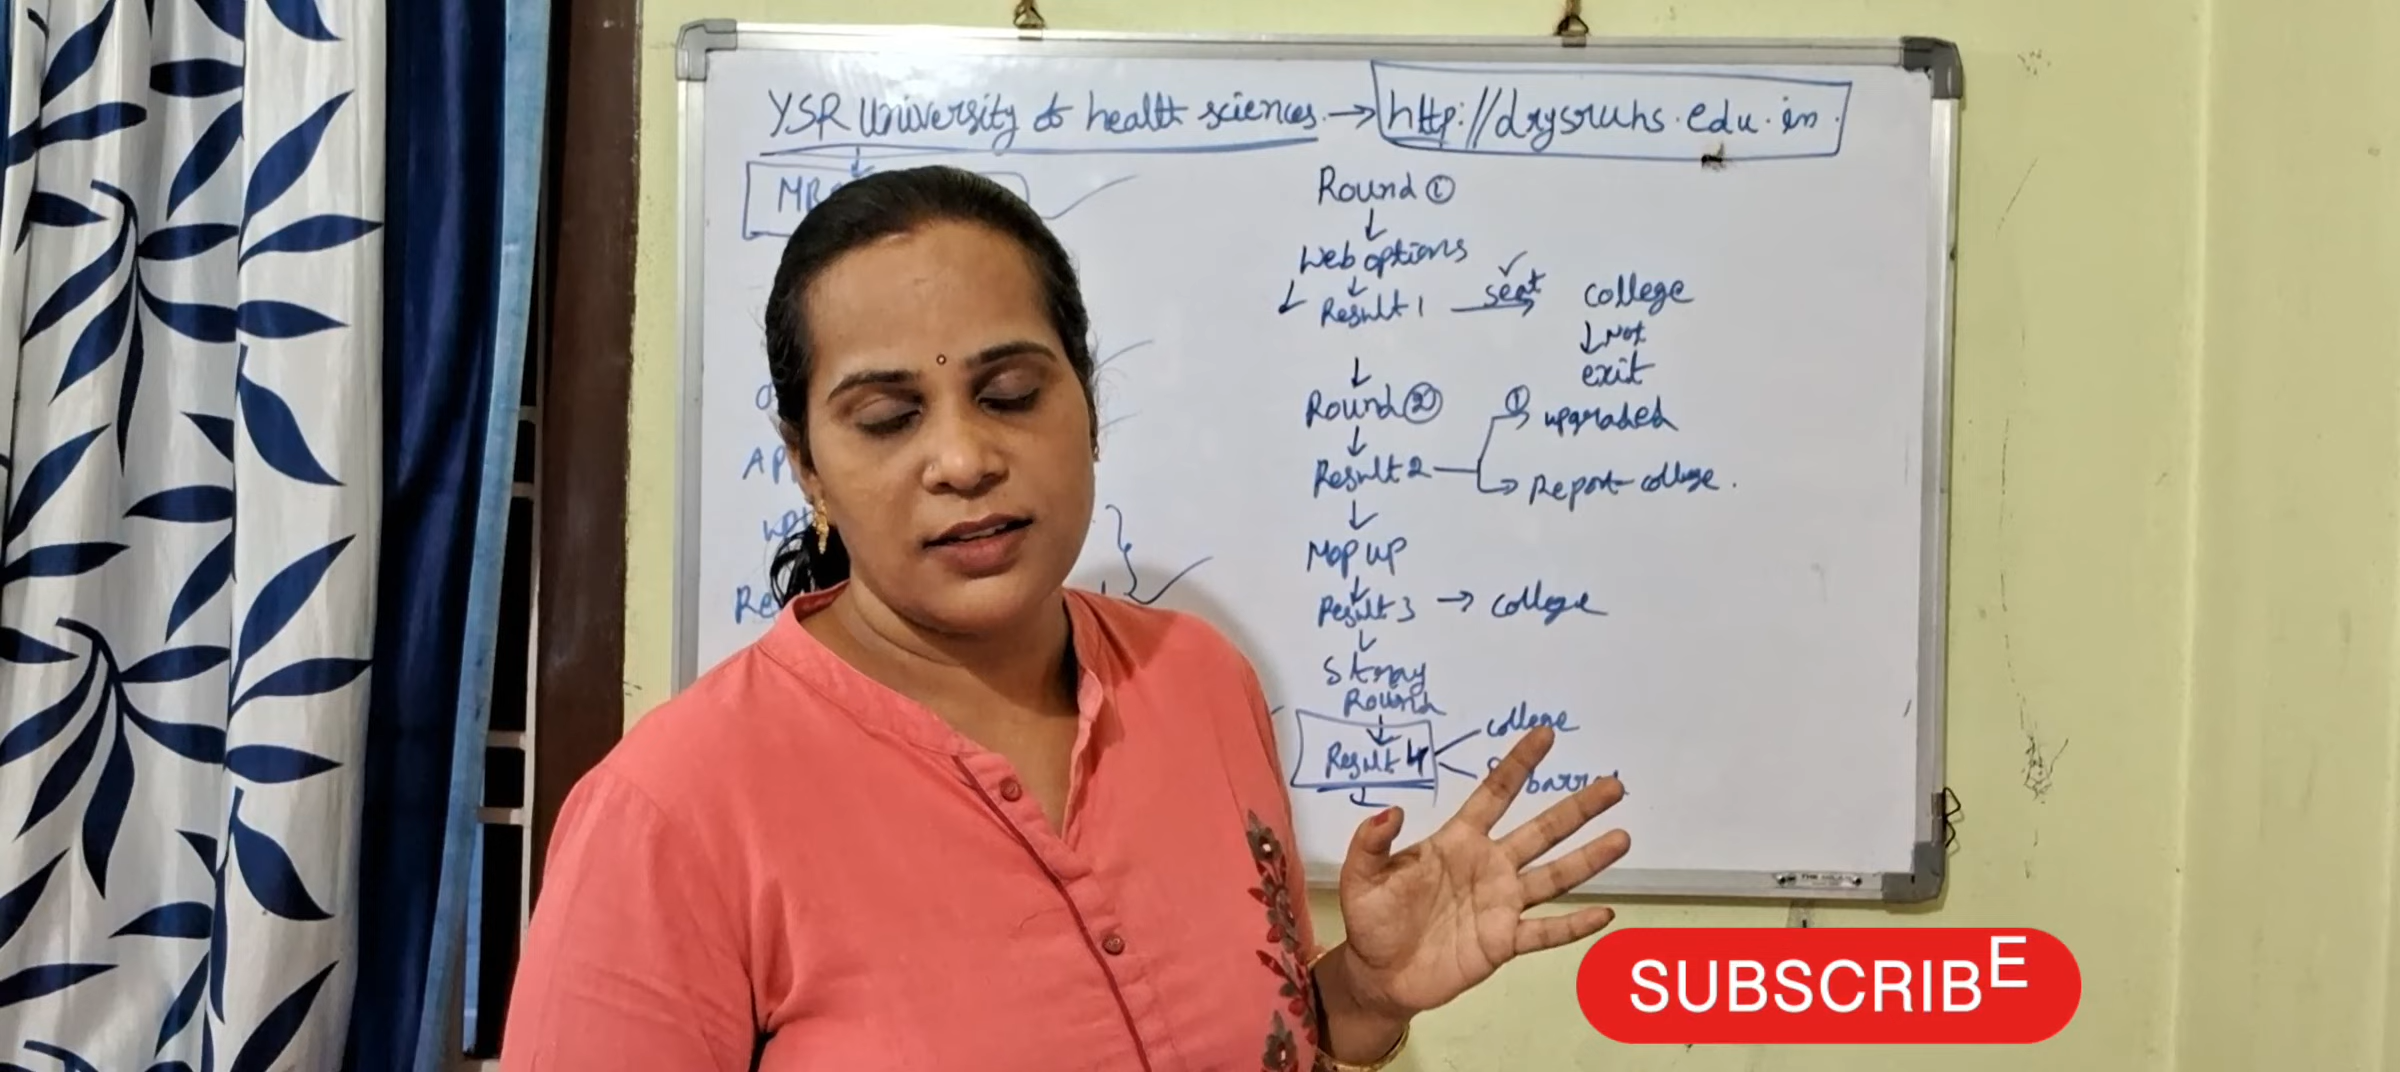 YSR University of health sciences → http://drysruhs.edu.in.
Round ①
Web options
Result 1 → seat college
Not
exit
Round ②
① upgraded
Result 2
Report college.
Mop up
Result 3 → college
Stray
Round
college
Result 4
SUBSCRIBE